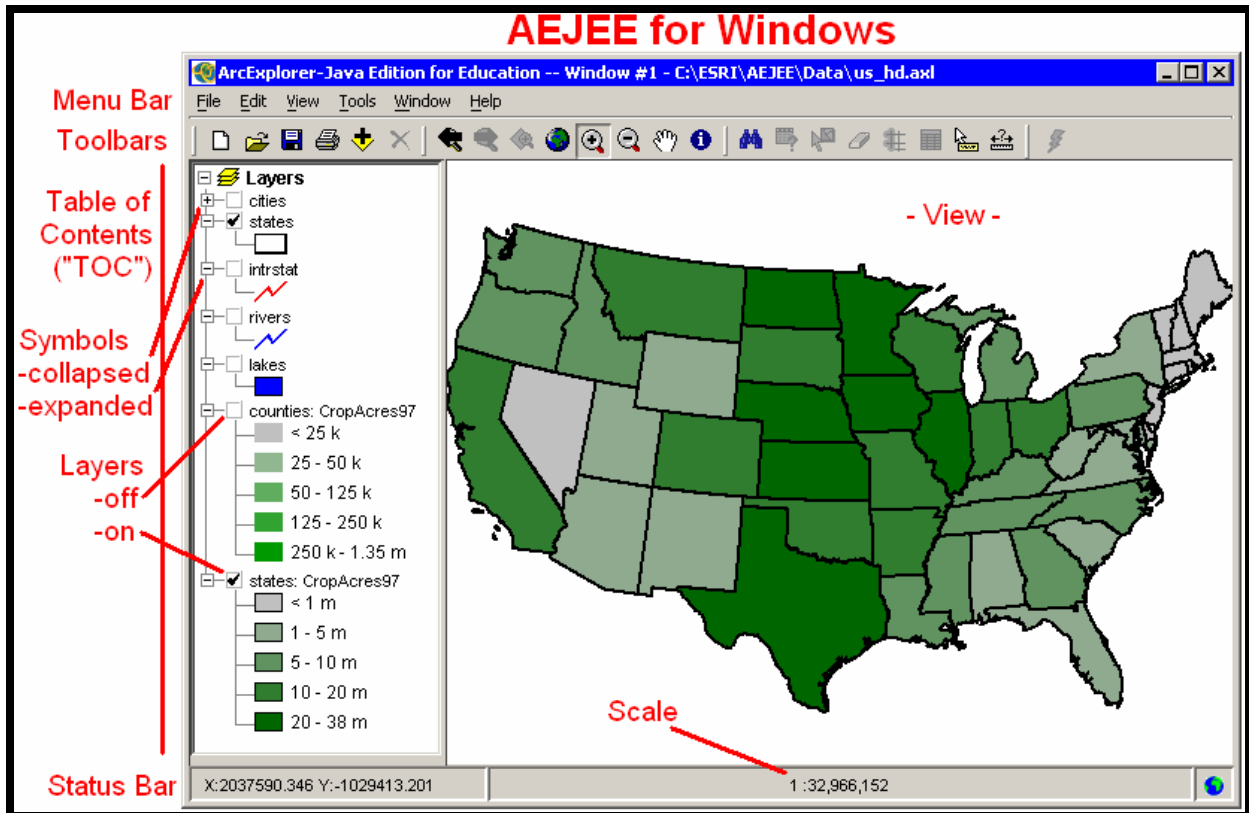 AEJEE for Windows
ArcExplorer-Java Edition for Education -- Window #1 - C:\ESRI\AEJEE\Data\us_hd.axl
Menu Bar
File Edit View Tools Window Help
Toolbars
Table of
Contents
("TOC")
Symbols
-collapsed
-expanded
Layers
-off
-on
Status Bar
Layers
cities
states
intrstat
rivers
lakes
counties: CropAcres97
< 25 k
25 - 50 k
50 - 125 k
125 - 250 k
250 k - 1.35 m
states: CropAcres97
< 1 m
1 - 5 m
5 - 10 m
10 - 20 m
20 - 38 m
- View -
Scale
X:2037590.346 Y:-1029413.201
1 :32,966,152